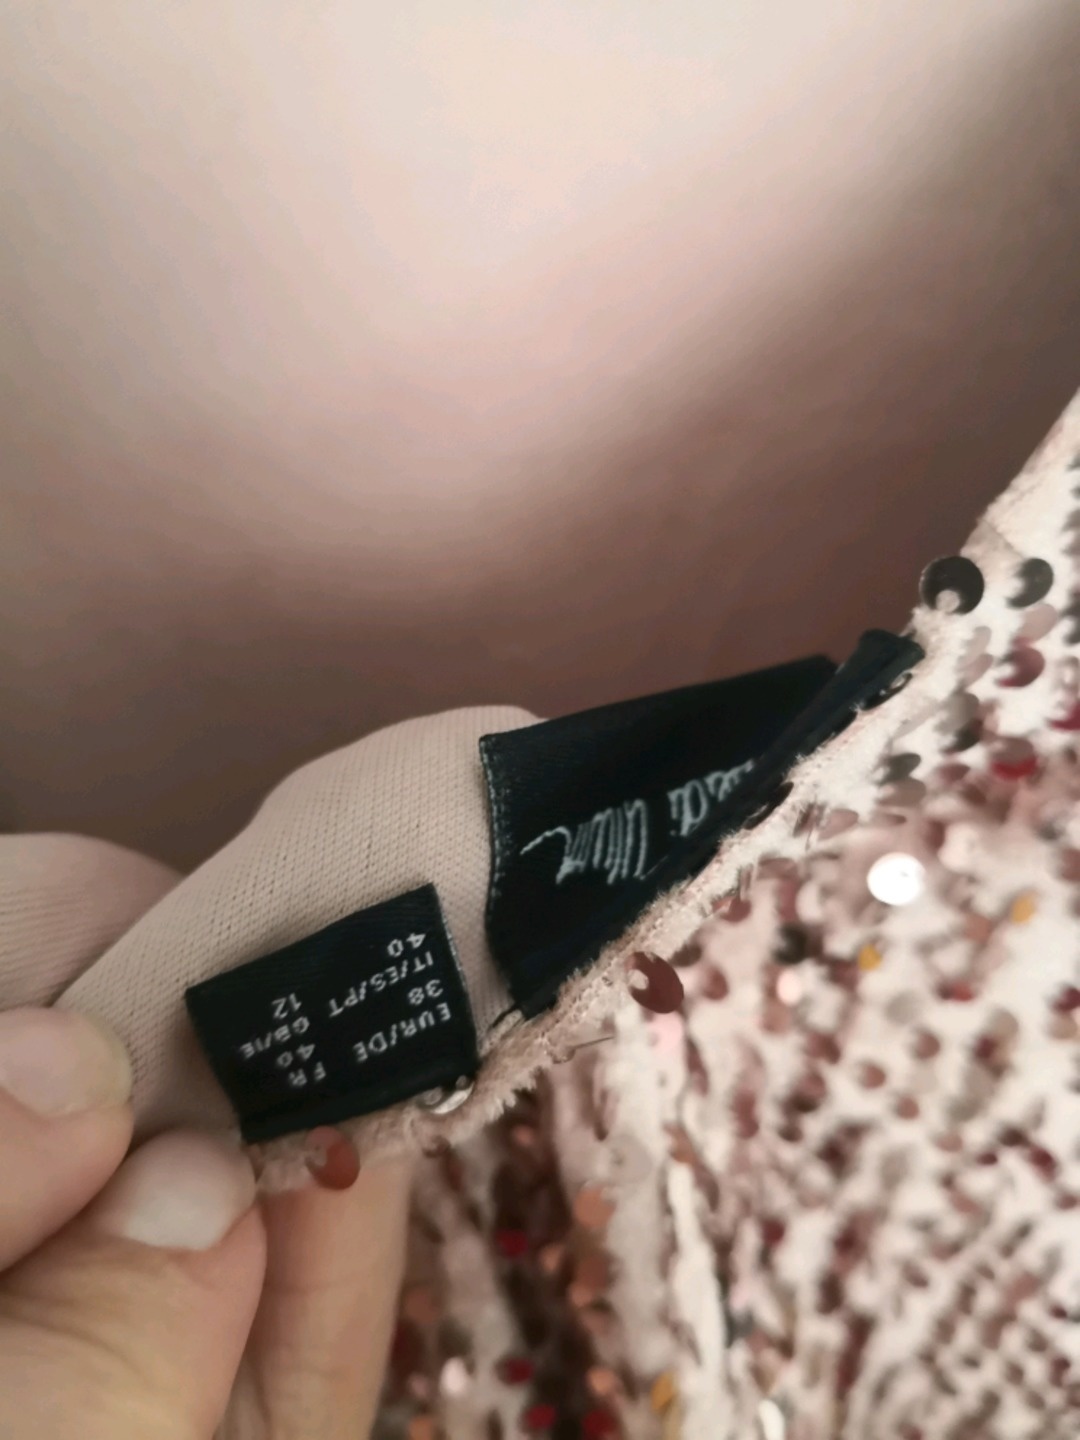 EUR/DE FR
38 40
IT/ES/PT GB/IE
40 12